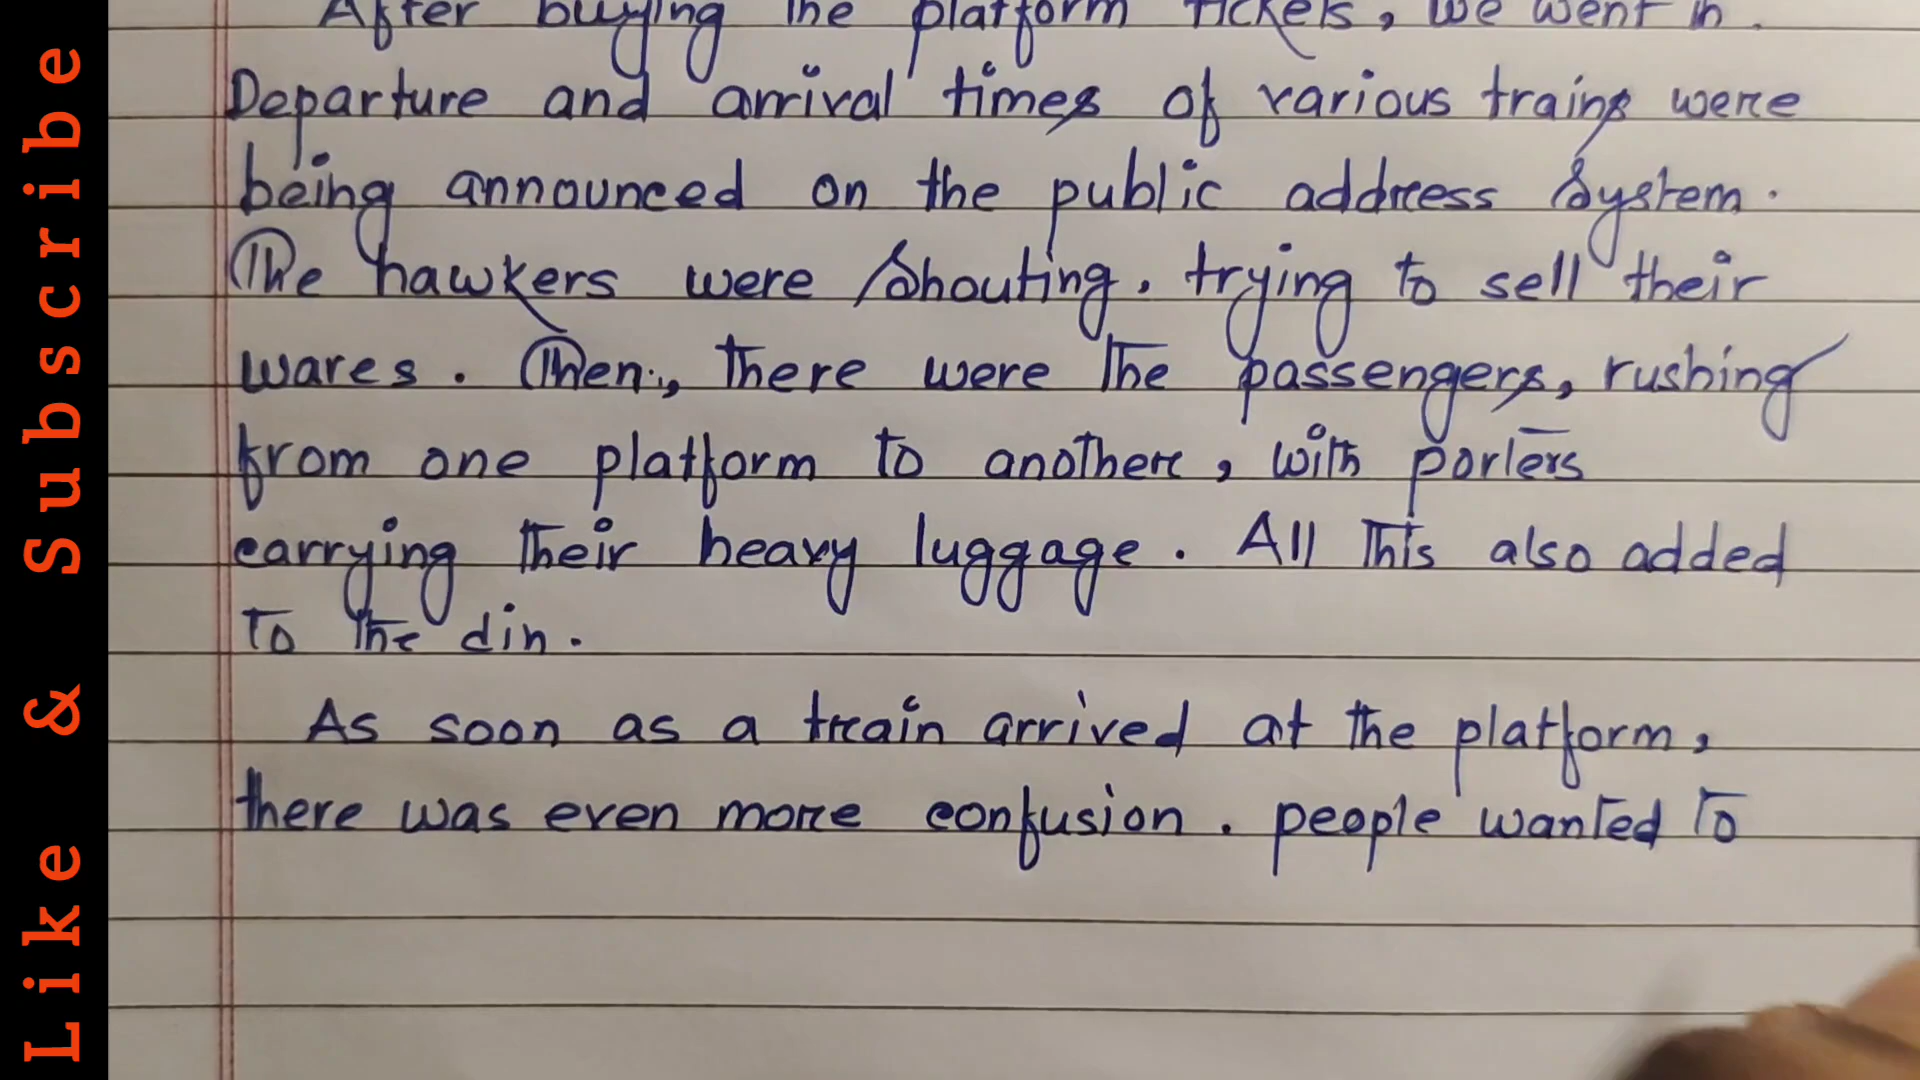 Like & Subscribe
After buying the platform tickets, we went in.
Departure and arrival times of various trains were
being announced on the public address system.
The hawkers were shouting. trying to sell their
wares. Then., there were the passengers, rushing
from one platform to another, with porters
carrying their heavy luggage. All this also added
to the din.
As soon as a train arrived at the platform,
there was even more confusion. people wanted to